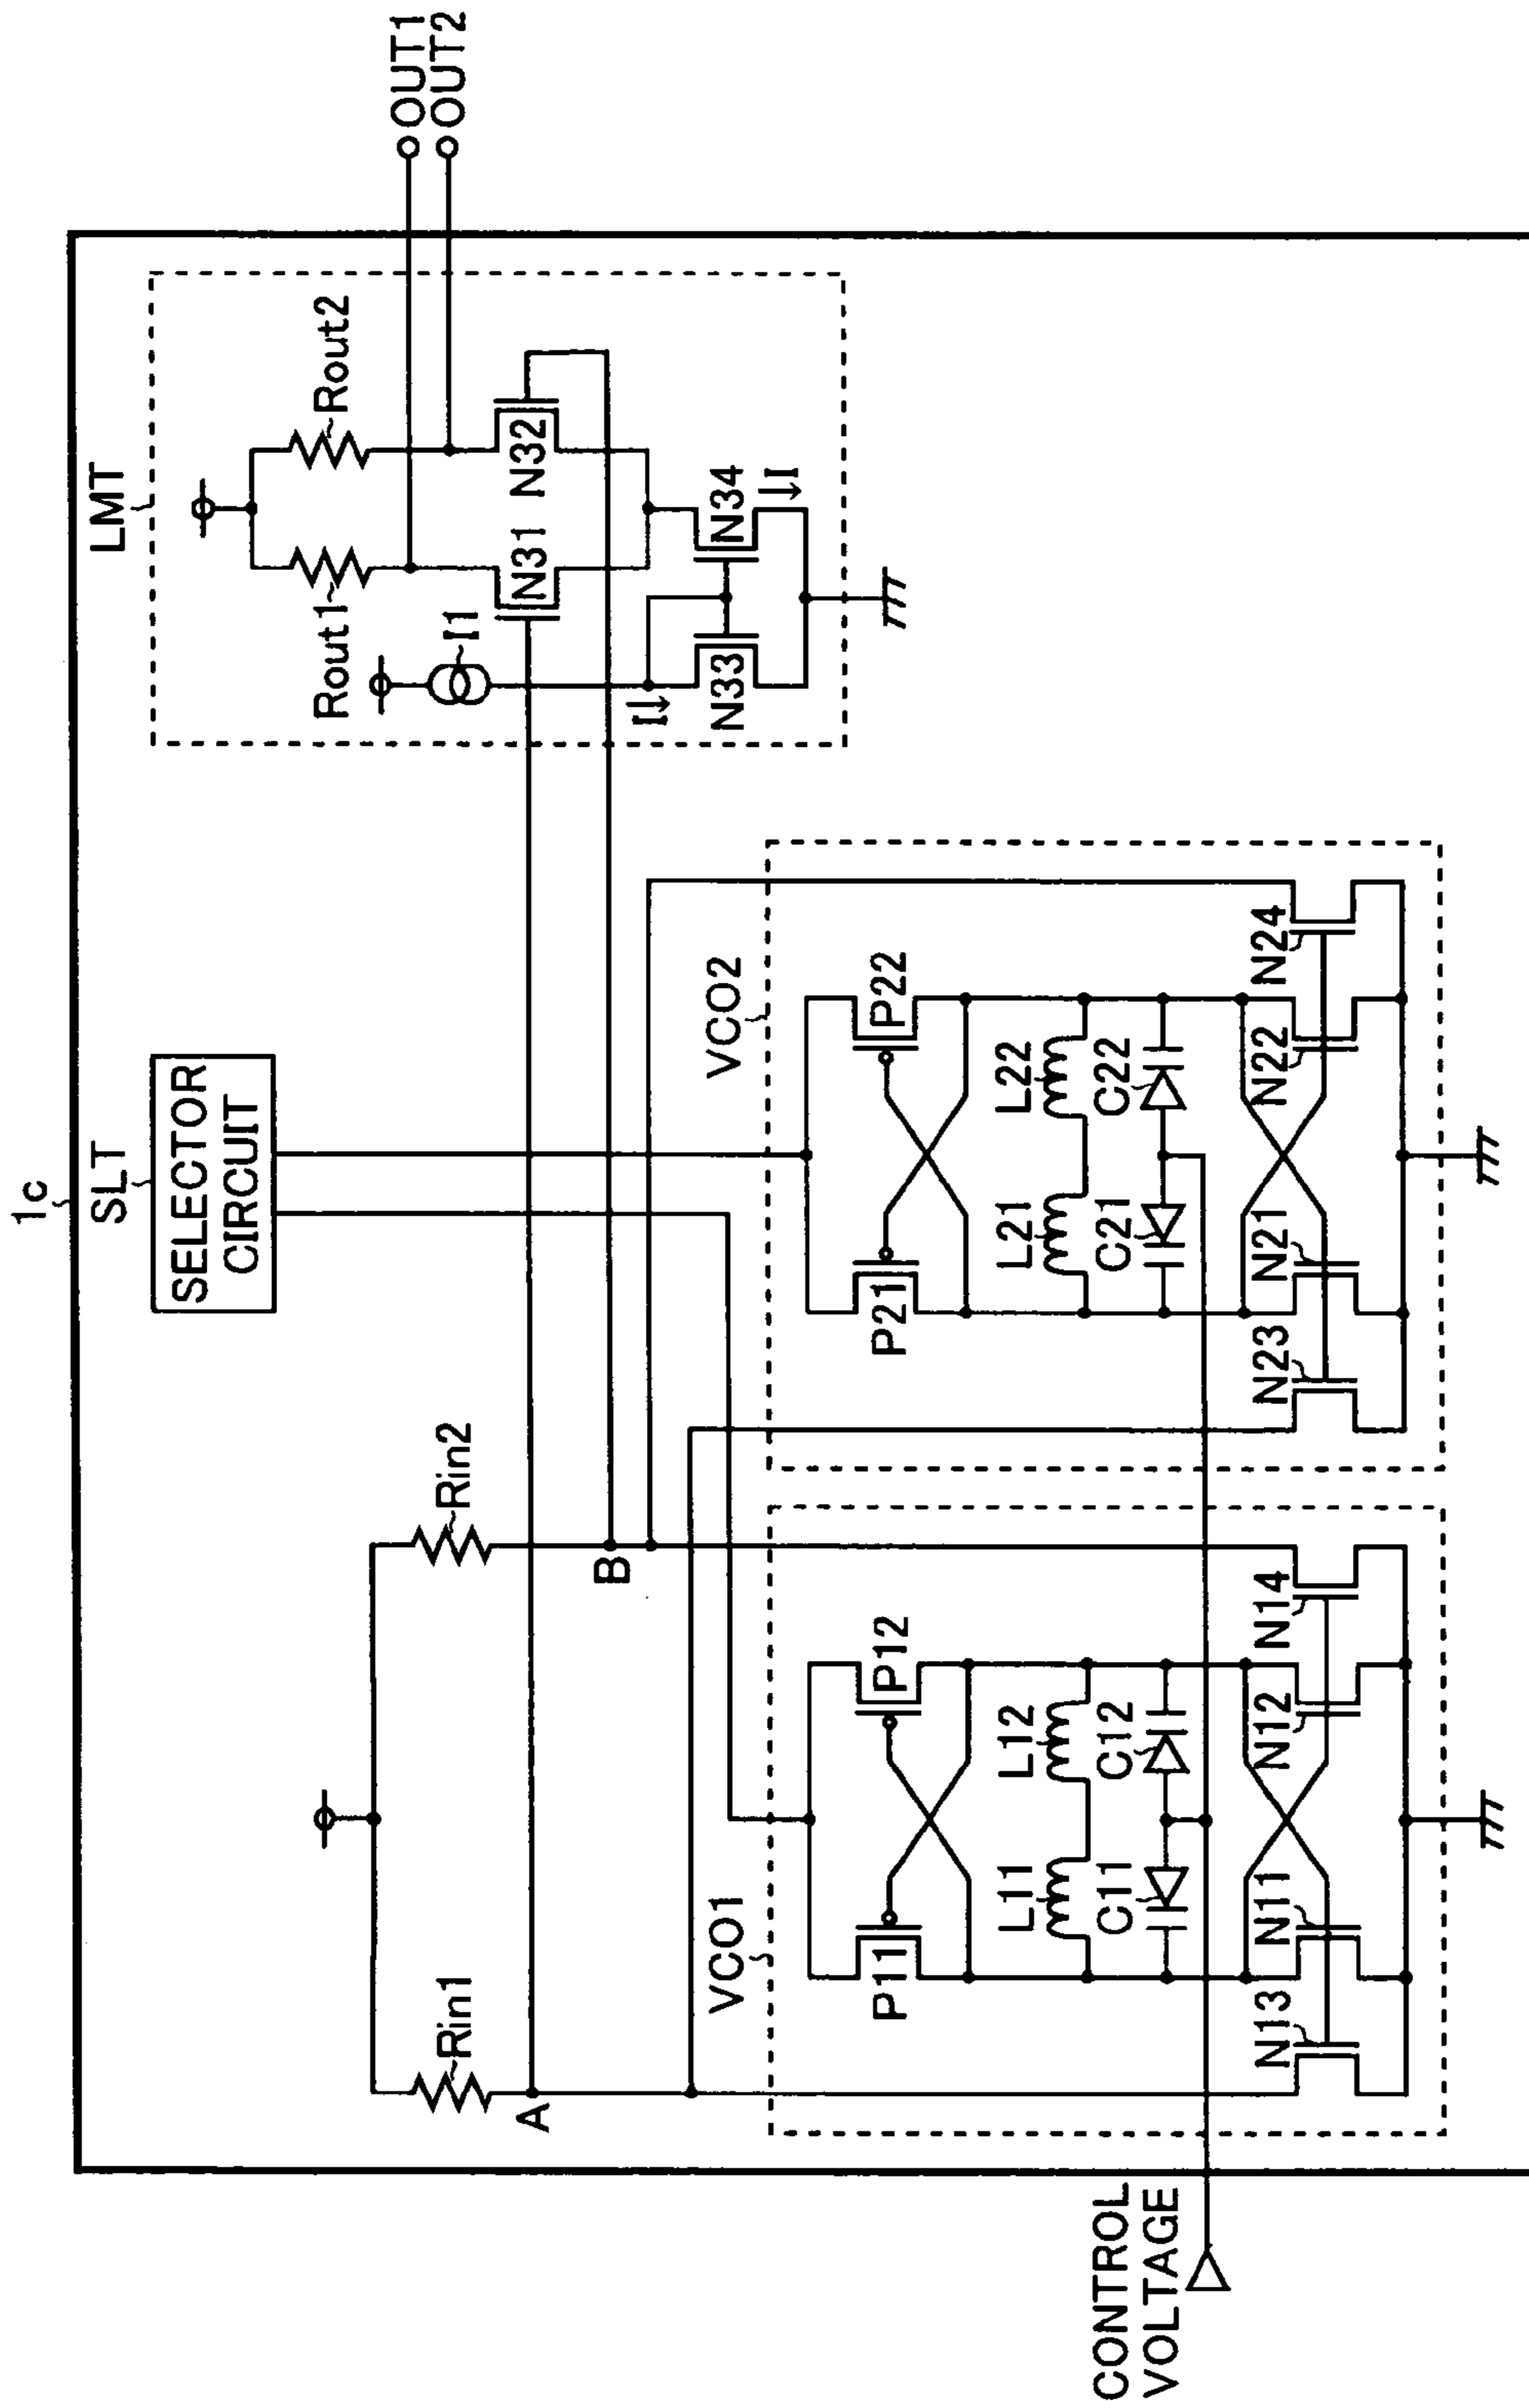 1c
SLT
SELECTOR
CIRCUIT
LMT
Rout1
Rout2
I1
N31
N32
I
N33
N34
I
OUT1
OUT2
Rin1
Rin2
A
B
VCO1
P11
P12
L11
L12
C11
C12
N13
N11
N12
N14
VCO2
P21
P22
L21
L22
C21
C22
N23
N21
N22
N24
CONTROL
VOLTAGE